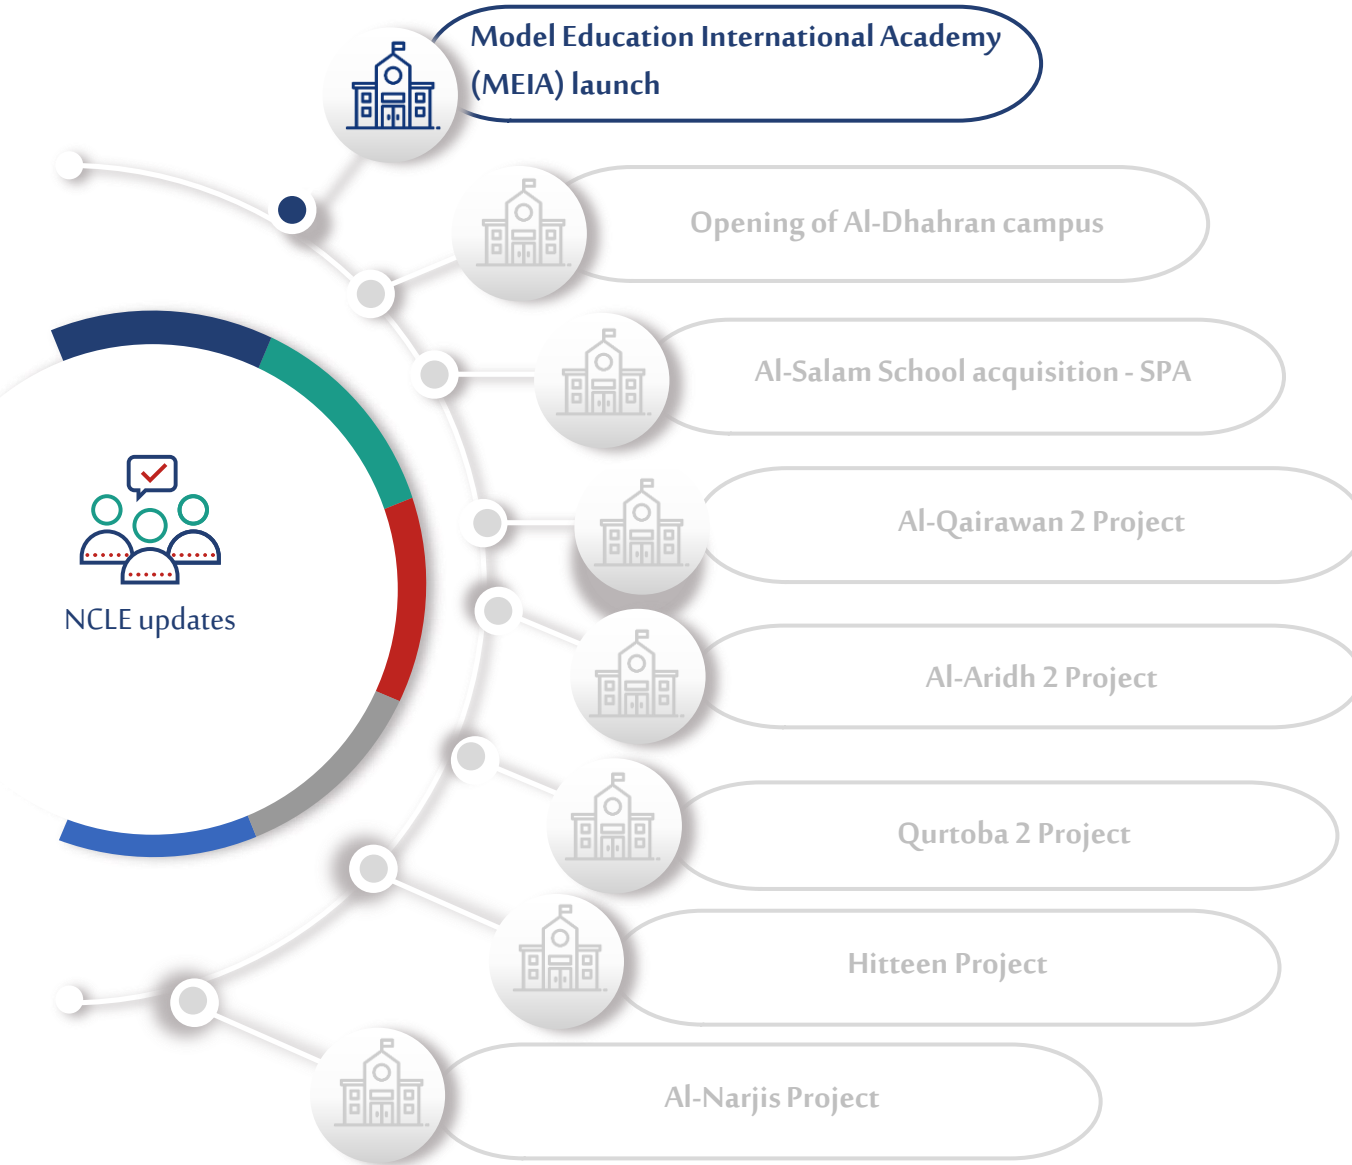 Model Education International Academy
(MEIA) launch
Opening of Al-Dhahran campus
Al-Salam School acquisition - SPA
Al-Qairawan 2 Project
NCLE updates
Al-Aridh 2 Project
Qurtoba 2 Project
Hitteen Project
Al-Narjis Project